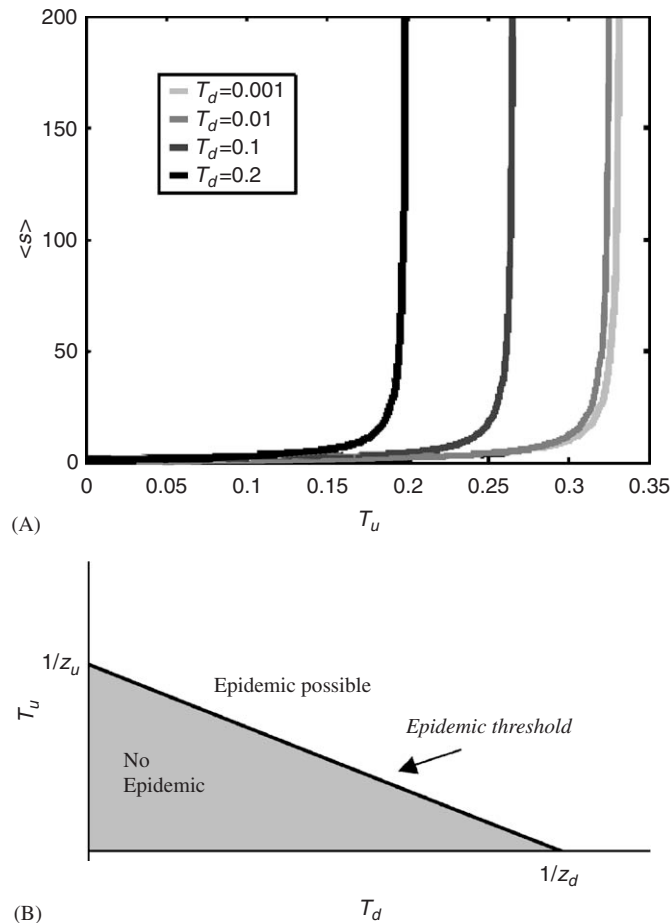 200
150
100
50
0
<s>
T_d=0.001
T_d=0.01
T_d=0.1
T_d=0.2
0 0.05 0.1 0.15 0.2 0.25 0.3 0.35
T_u
(A)
1/z_u
T_u
Epidemic possible
Epidemic threshold
No
Epidemic
1/z_d
T_d
(B)